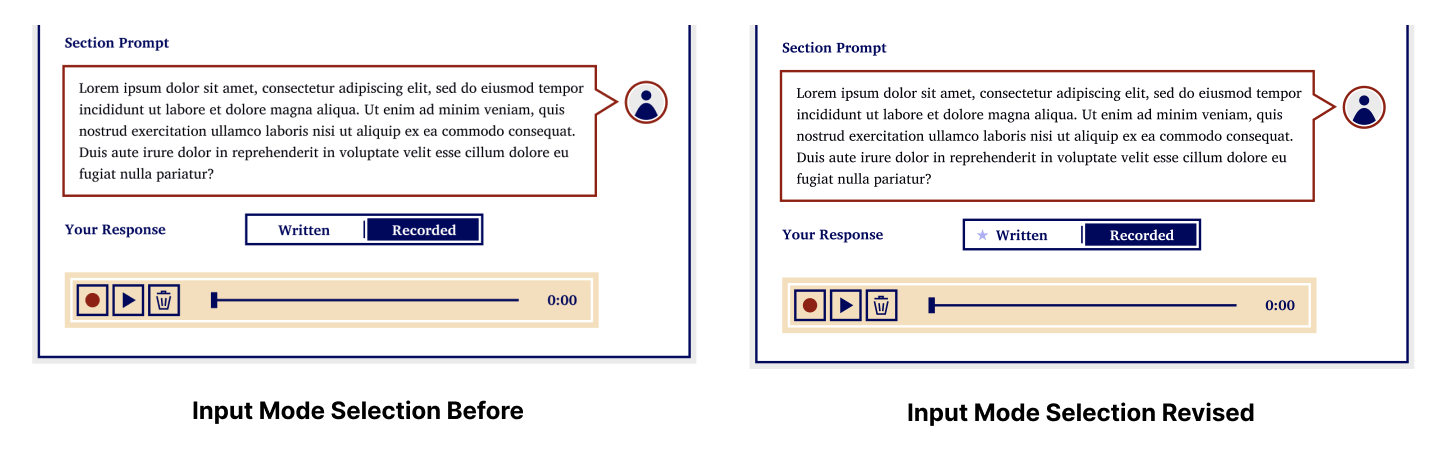 Section Prompt
Lorem ipsum dolor sit amet, consectetur adipiscing elit, sed do eiusmod tempor
incididunt ut labore et dolore magna aliqua. Ut enim ad minim veniam, quis
nostrud exercitation ullamco laboris nisi ut aliquip ex ea commodo consequat.
Duis aute irure dolor in reprehenderit in voluptate velit esse cillum dolore eu
fugiat nulla pariatur?
Your Response
Written
Recorded
0:00
Input Mode Selection Before
Section Prompt
Lorem ipsum dolor sit amet, consectetur adipiscing elit, sed do eiusmod tempor
incididunt ut labore et dolore magna aliqua. Ut enim ad minim veniam, quis
nostrud exercitation ullamco laboris nisi ut aliquip ex ea commodo consequat.
Duis aute irure dolor in reprehenderit in voluptate velit esse cillum dolore eu
fugiat nulla pariatur?
Your Response
★ Written
Recorded
0:00
Input Mode Selection Revised